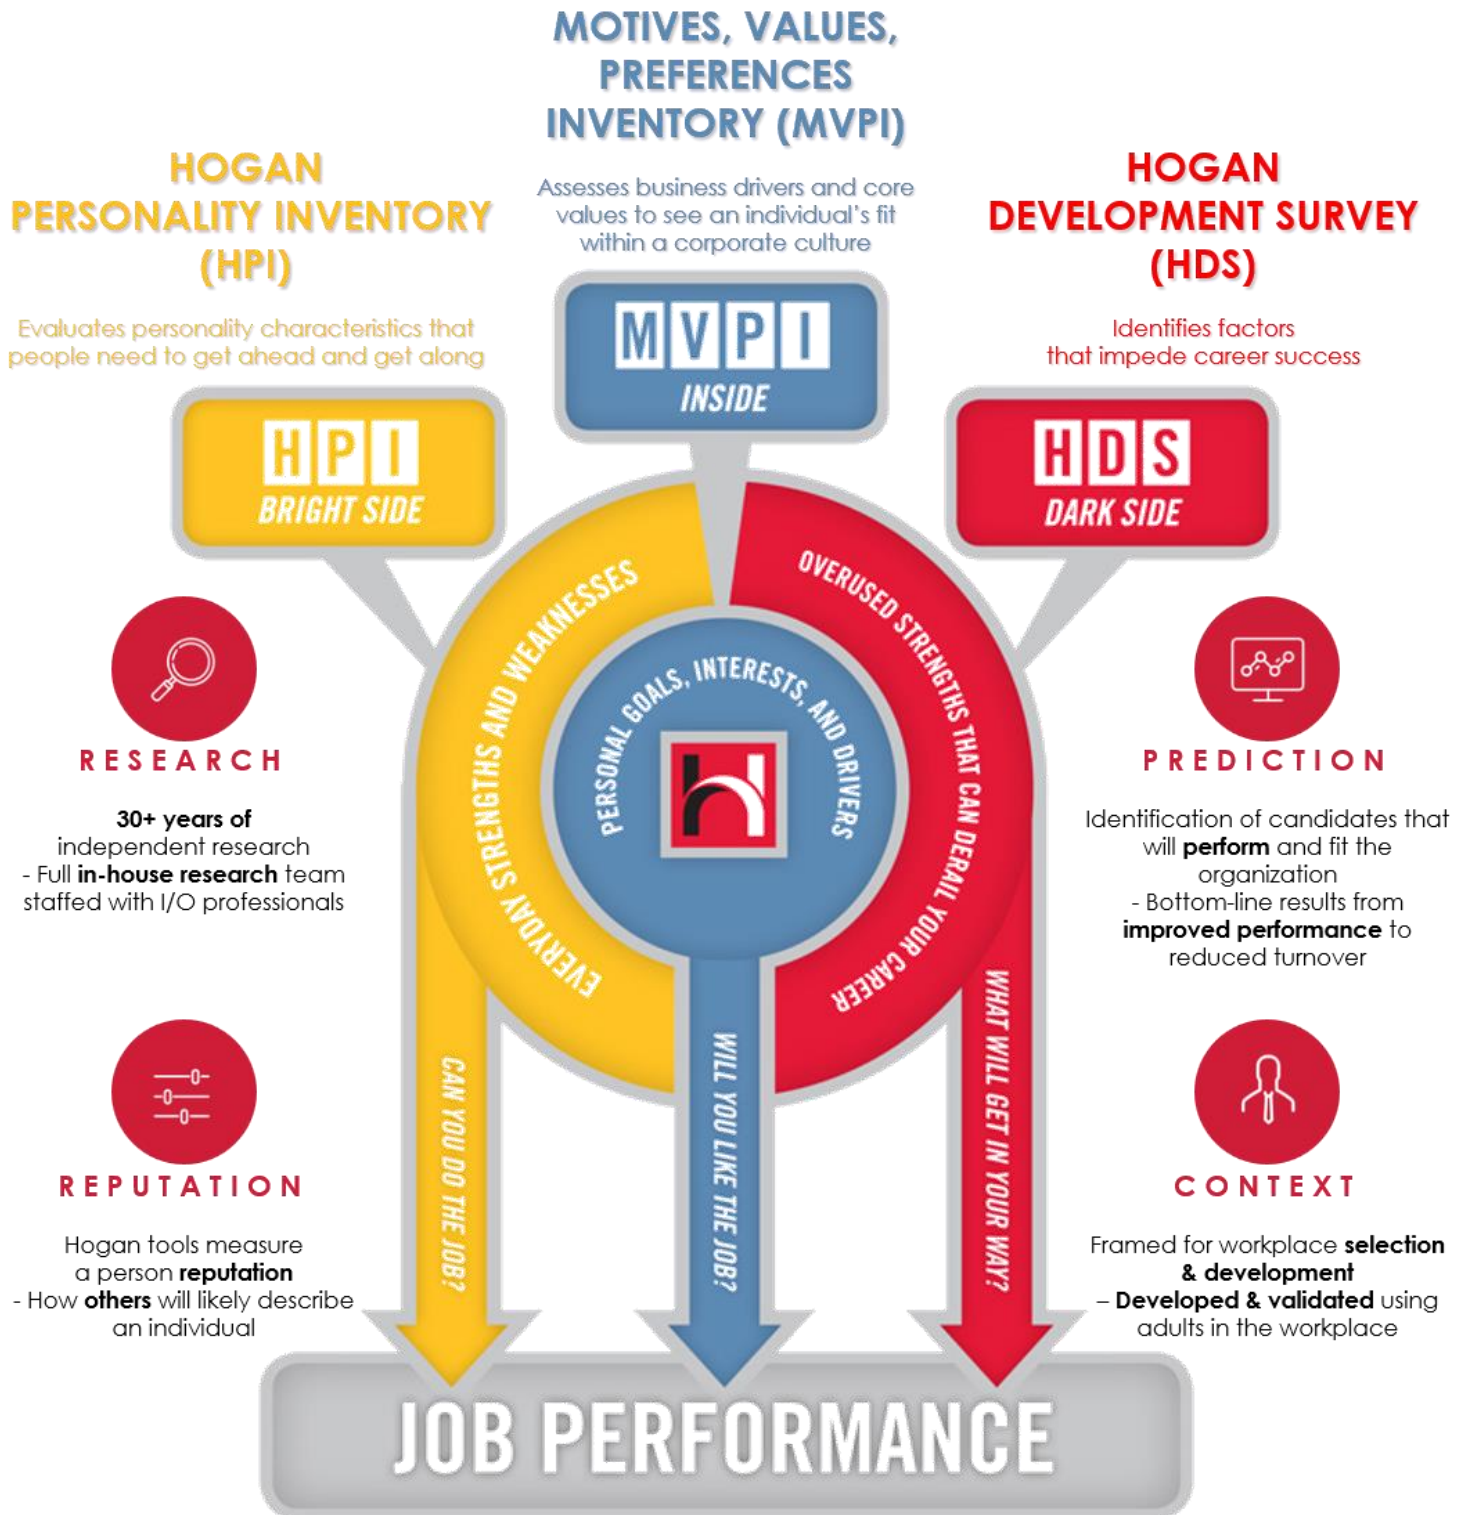 MOTIVES, VALUES,
PREFERENCES
INVENTORY (MVPI)
Assesses business drivers and core
values to see an individual's fit
within a corporate culture
HOGAN
PERSONALITY INVENTORY
(HPI)
Evaluates personality characteristics that
people need to get ahead and get along
HOGAN
DEVELOPMENT SURVEY
(HDS)
Identifies factors
that impede career success
MVPI
INSIDE
HPI
BRIGHT SIDE
HDS
DARK SIDE
EVERYDAY STRENGTHS AND WEAKNESSES
PERSONAL GOALS, INTERESTS, AND DRIVERS
OVERUSED STRENGTHS THAT CAN DERAIL YOUR CAREER
RESEARCH
30+ years of
independent research
- Full in-house research team
staffed with I/O professionals
PREDICTION
Identification of candidates that
will perform and fit the
organization
- Bottom-line results from
improved performance to
reduced turnover
REPUTATION
Hogan tools measure
a person reputation
- How others will likely describe
an individual
CONTEXT
Framed for workplace selection
& development
– Developed & validated using
adults in the workplace
CAN YOU DO THE JOB?
WILL YOU LIKE THE JOB?
WHAT WILL GET IN YOUR WAY?
JOB PERFORMANCE